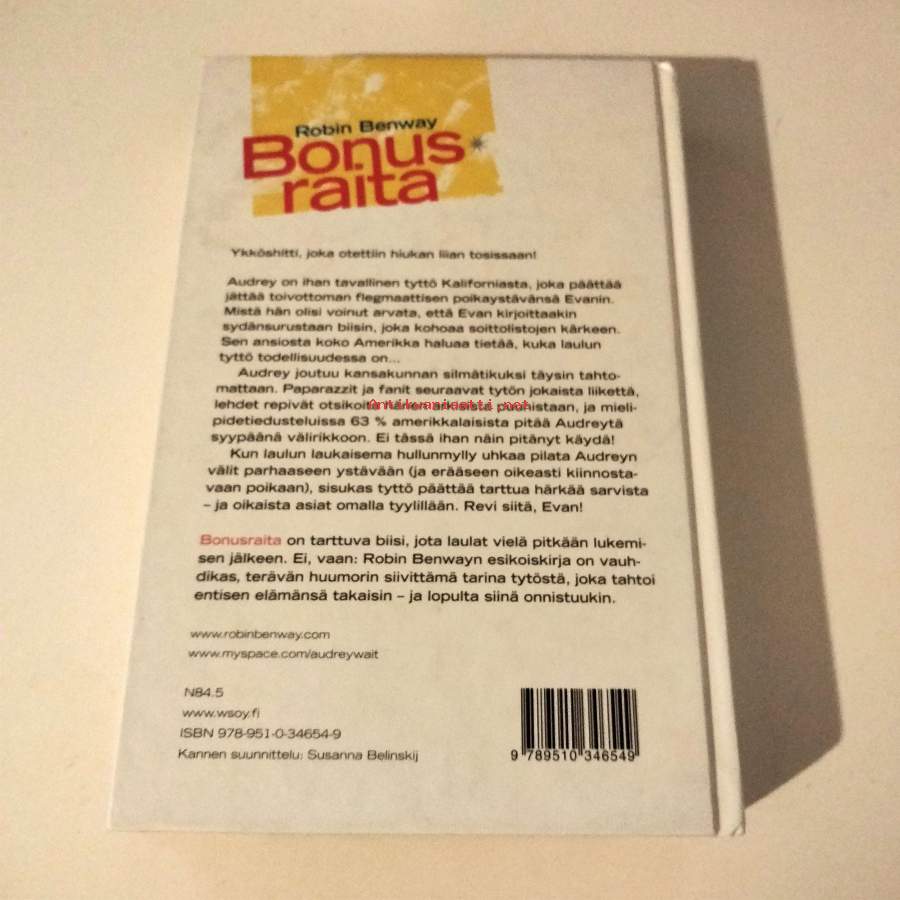 Robin Benway
Bonus*
raita
Ykköshitti, joka otettiin hiukan liian tosissaan!
Audrey on ihan tavallinen tyttö Kaliforniasta, joka päättää
jättää toivottoman flegmaattisen poikaystävänsä Evanin.
Mistä hän olisi voinut arvata, että Evan kirjoittaakin
sydänsurustaan biisin, joka kohoaa soittolistojen kärkeen.
Sen ansiosta koko Amerikka haluaa tietää, kuka laulun
tyttö todellisuudessa on...
Audrey joutuu kansakunnan silmätikuksi täysin tahto-
mattaan. Paparazzit ja fanit seuraavat tytön jokaista liikettä,
lehdet repivät otsikoita hänen arkisista puuhistaan, ja mieli-
Antikvariaatti.net
pidetiedusteluissa 63 % amerikkalaisista pitää Audreytä
syypäänä välirikkoon. Ei tässä ihan näin pitänyt käydä!
Kun laulun laukaisema hullunmylly uhkaa pilata Audreyn
välit parhaaseen ystävään (ja erääseen oikeasti kiinnosta-
vaan poikaan), sisukas tyttö päättää tarttua härkää sarvista
– ja oikaista asiat omalla tyylillään. Revi siitä, Evan!
Bonusraita on tarttuva biisi, jota laulat vielä pitkään lukemi-
sen jälkeen. Ei, vaan: Robin Benwayn esikoiskirja on vauh-
dikas, terävän huumorin siivittämä tarina tytöstä, joka tahtoi
entisen elämänsä takaisin – ja lopulta siinä onnistuukin.
www.robinbenway.com
www.myspace.com/audreywait
N84.5
www.wsoy.fi
ISBN 978-951-0-34654-9
Kannen suunnittelu: Susanna Belinskij
9 789510 346549